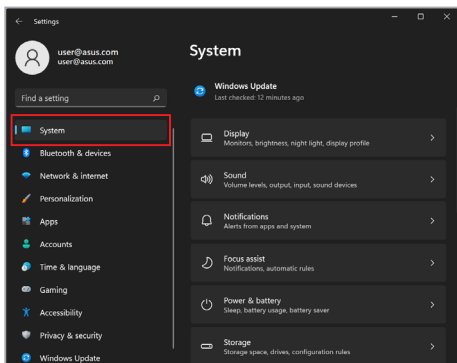 Settings
user@asus.com
user@asus.com
Find a setting
System
Bluetooth & devices
Network & internet
Personalization
Apps
Accounts
Time & language
Gaming
Accessibility
Privacy & security
Windows Update
System
Windows Update
Last checked: 12 minutes ago
Display
Monitors, brightness, night light, display profile
Sound
Volume levels, output, input, sound devices
Notifications
Alerts from apps and system
Focus assist
Notifications, automatic rules
Power & battery
Sleep, battery usage, battery saver
Storage
Storage space, drives, configuration rules